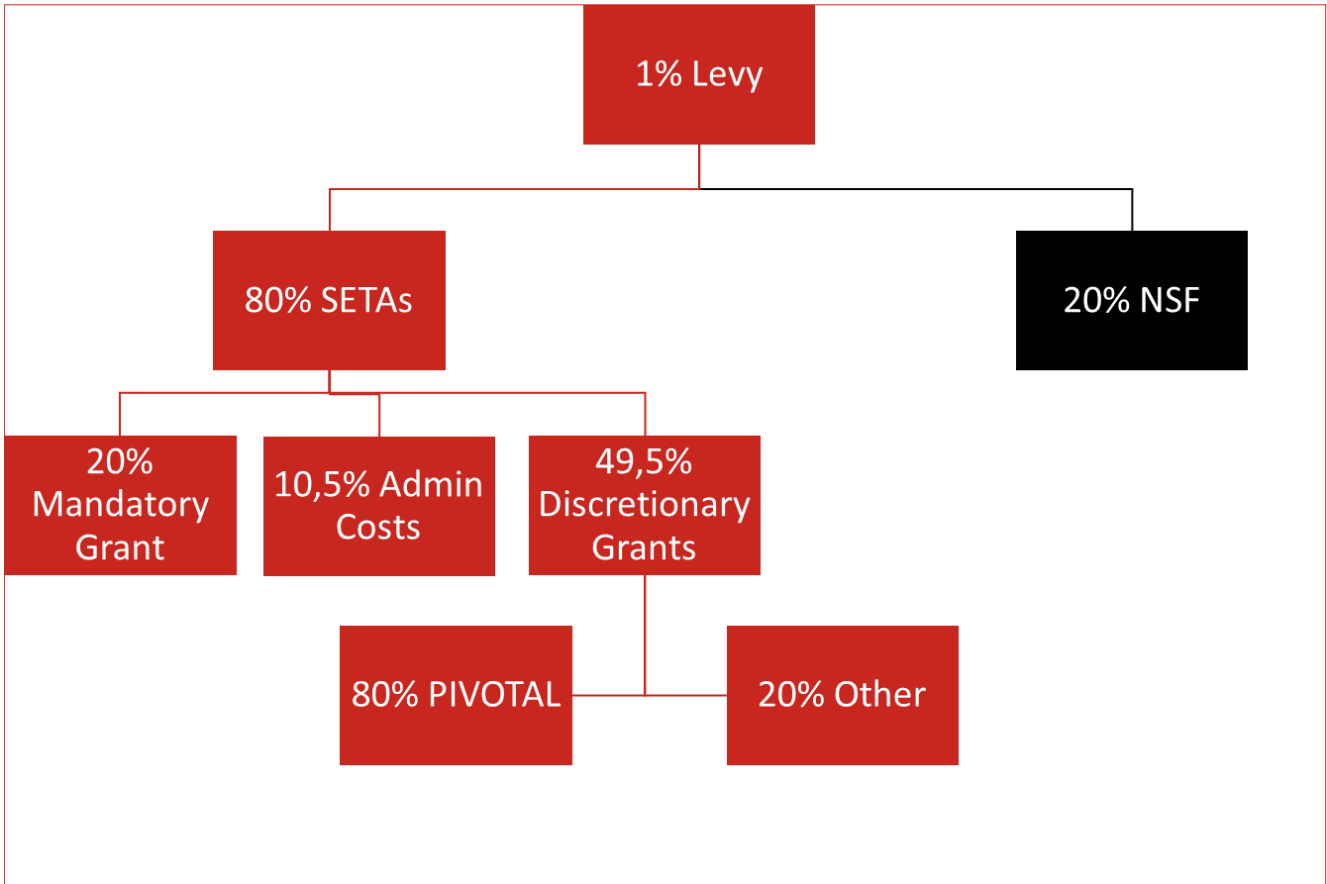 1% Levy
80% SETAs
20% NSF
20%
Mandatory
Grant
10,5% Admin
Costs
49,5%
Discretionary
Grants
80% PIVOTAL
20% Other